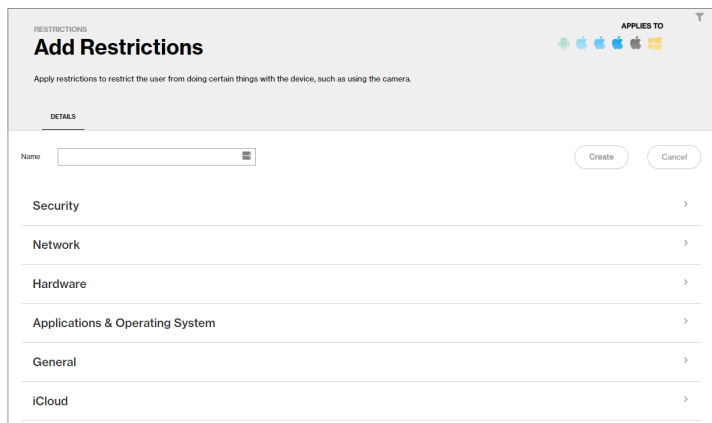 RESTRICTIONS
APPLIES TO
Add Restrictions
Apply restrictions to restrict the user from doing certain things with the device, such as using the camera.
DETAILS
Name
Create
Cancel
Security
Network
Hardware
Applications & Operating System
General
iCloud